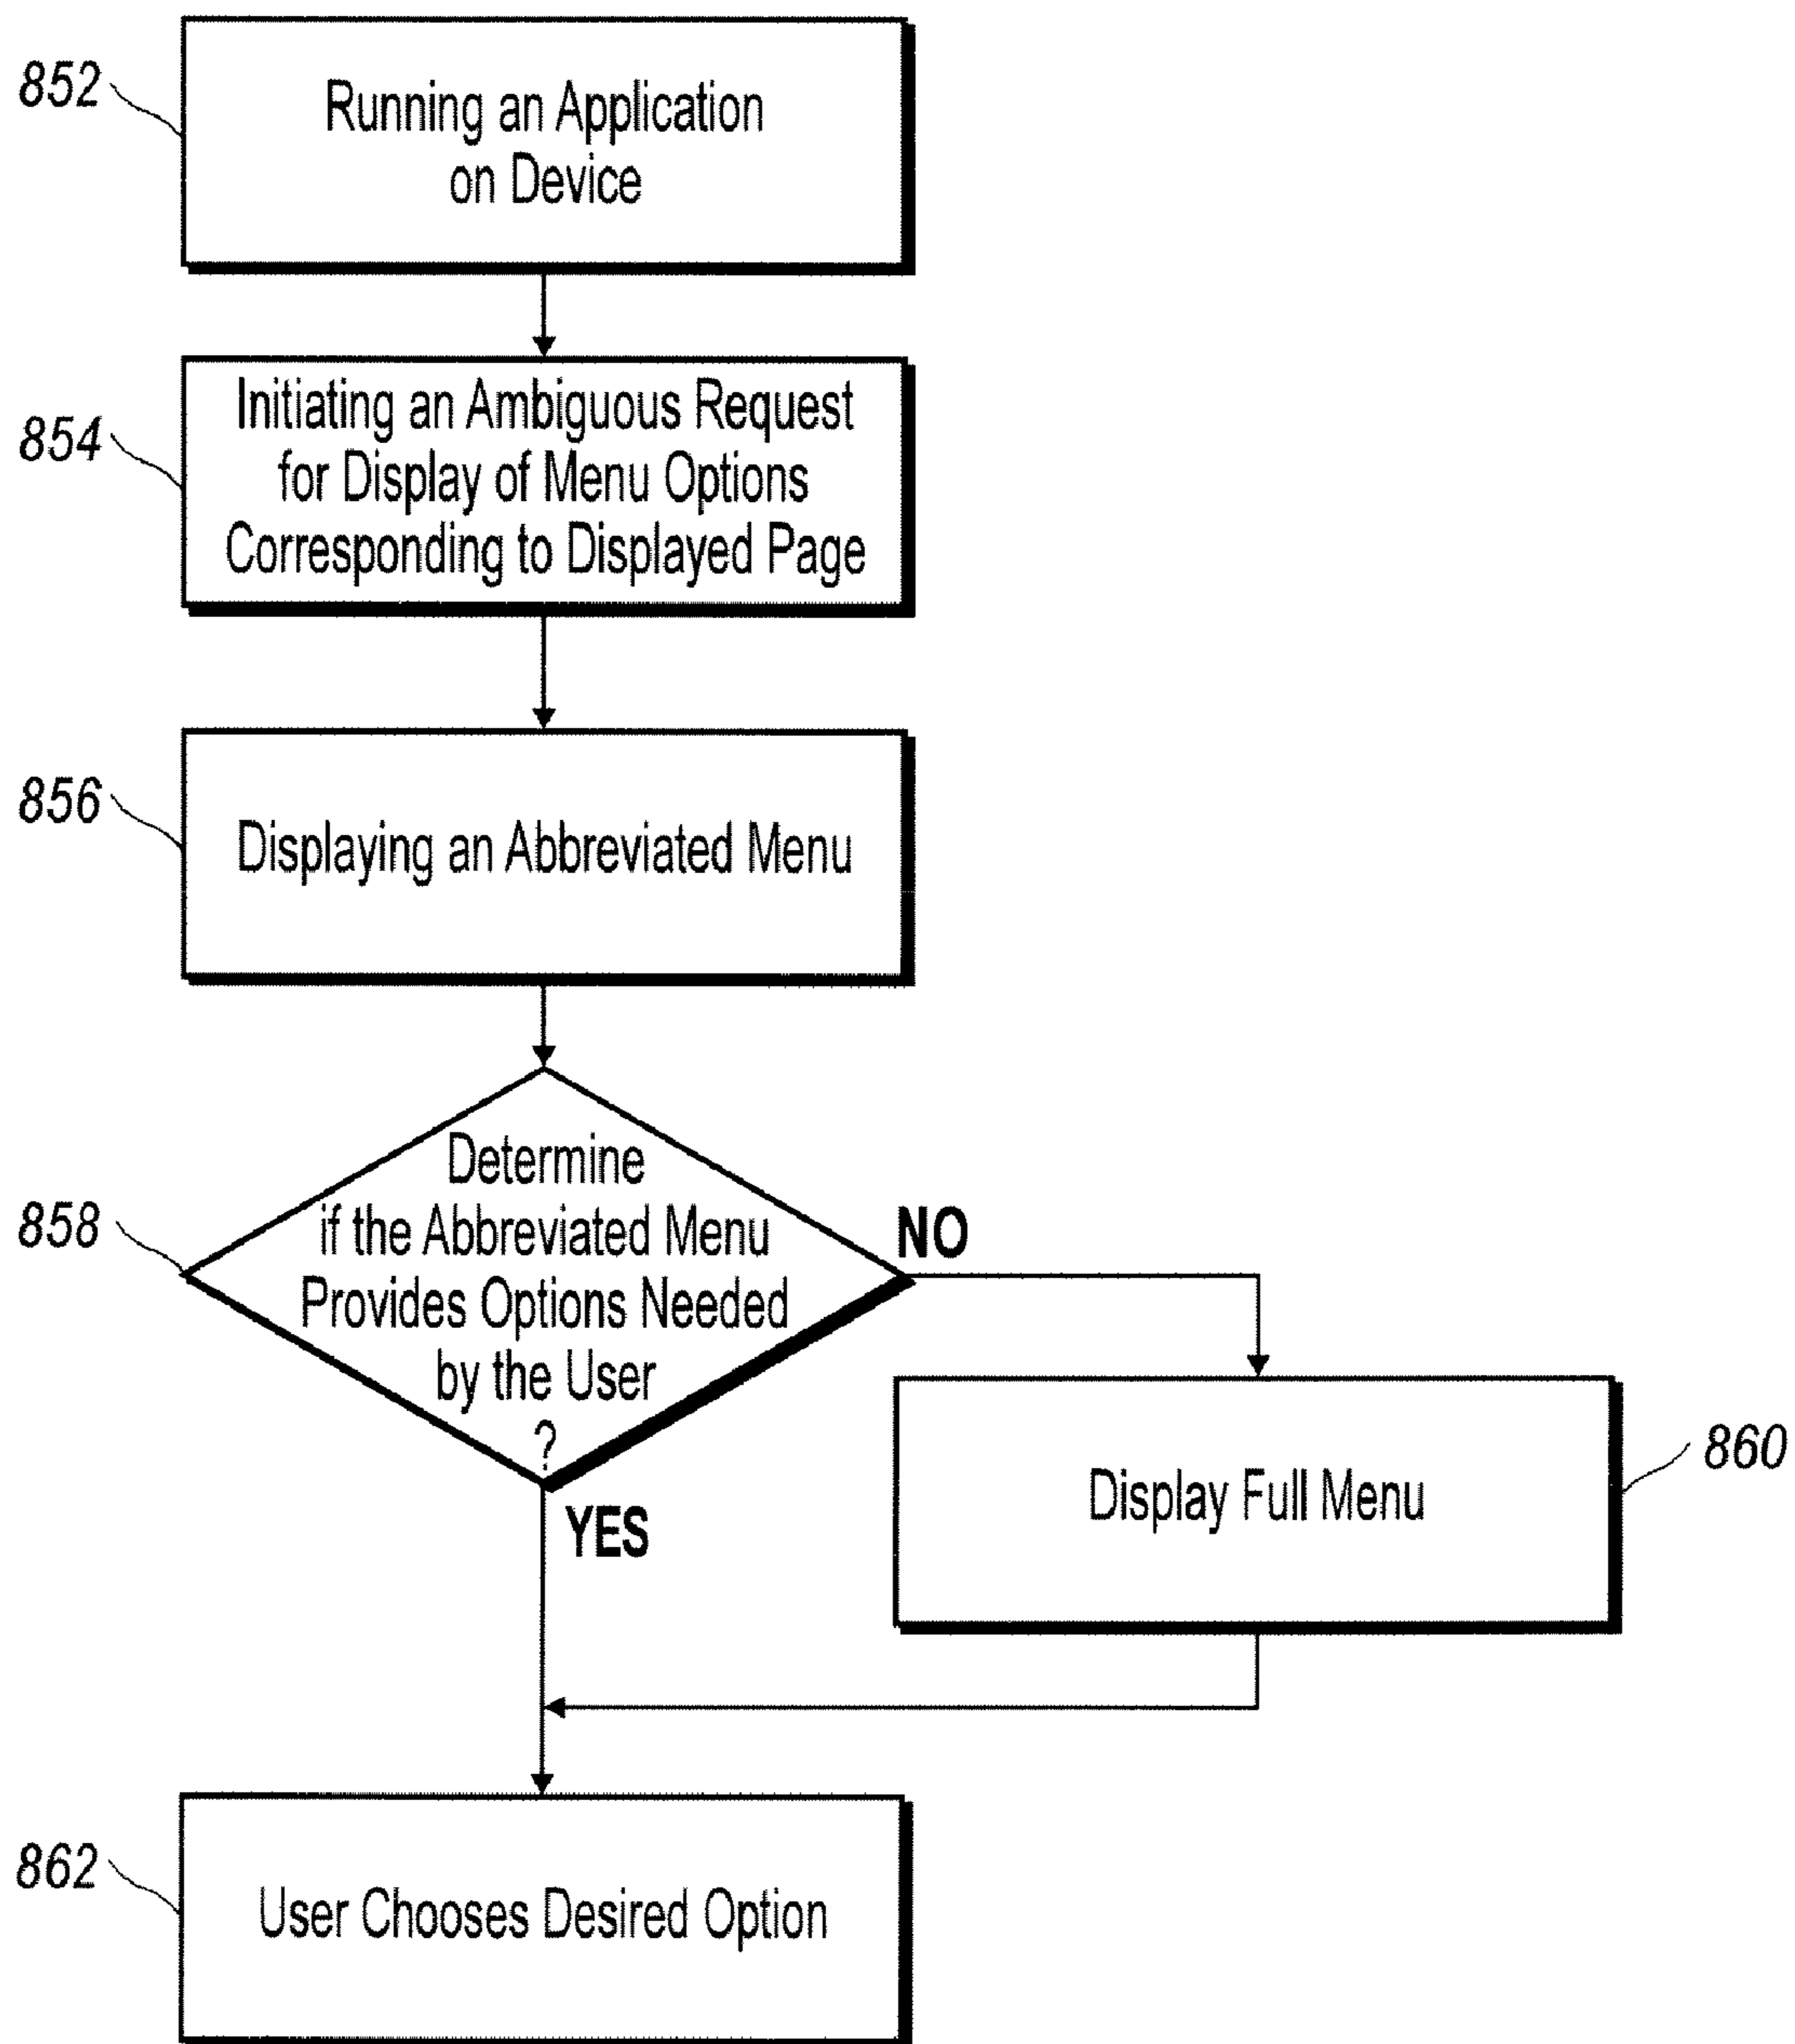 852
Running an Application
on Device
854
Initiating an Ambiguous Request
for Display of Menu Options
Corresponding to Displayed Page
856
Displaying an Abbreviated Menu
858
Determine
if the Abbreviated Menu
Provides Options Needed
by the User
?
NO
YES
Display Full Menu
860
862
User Chooses Desired Option